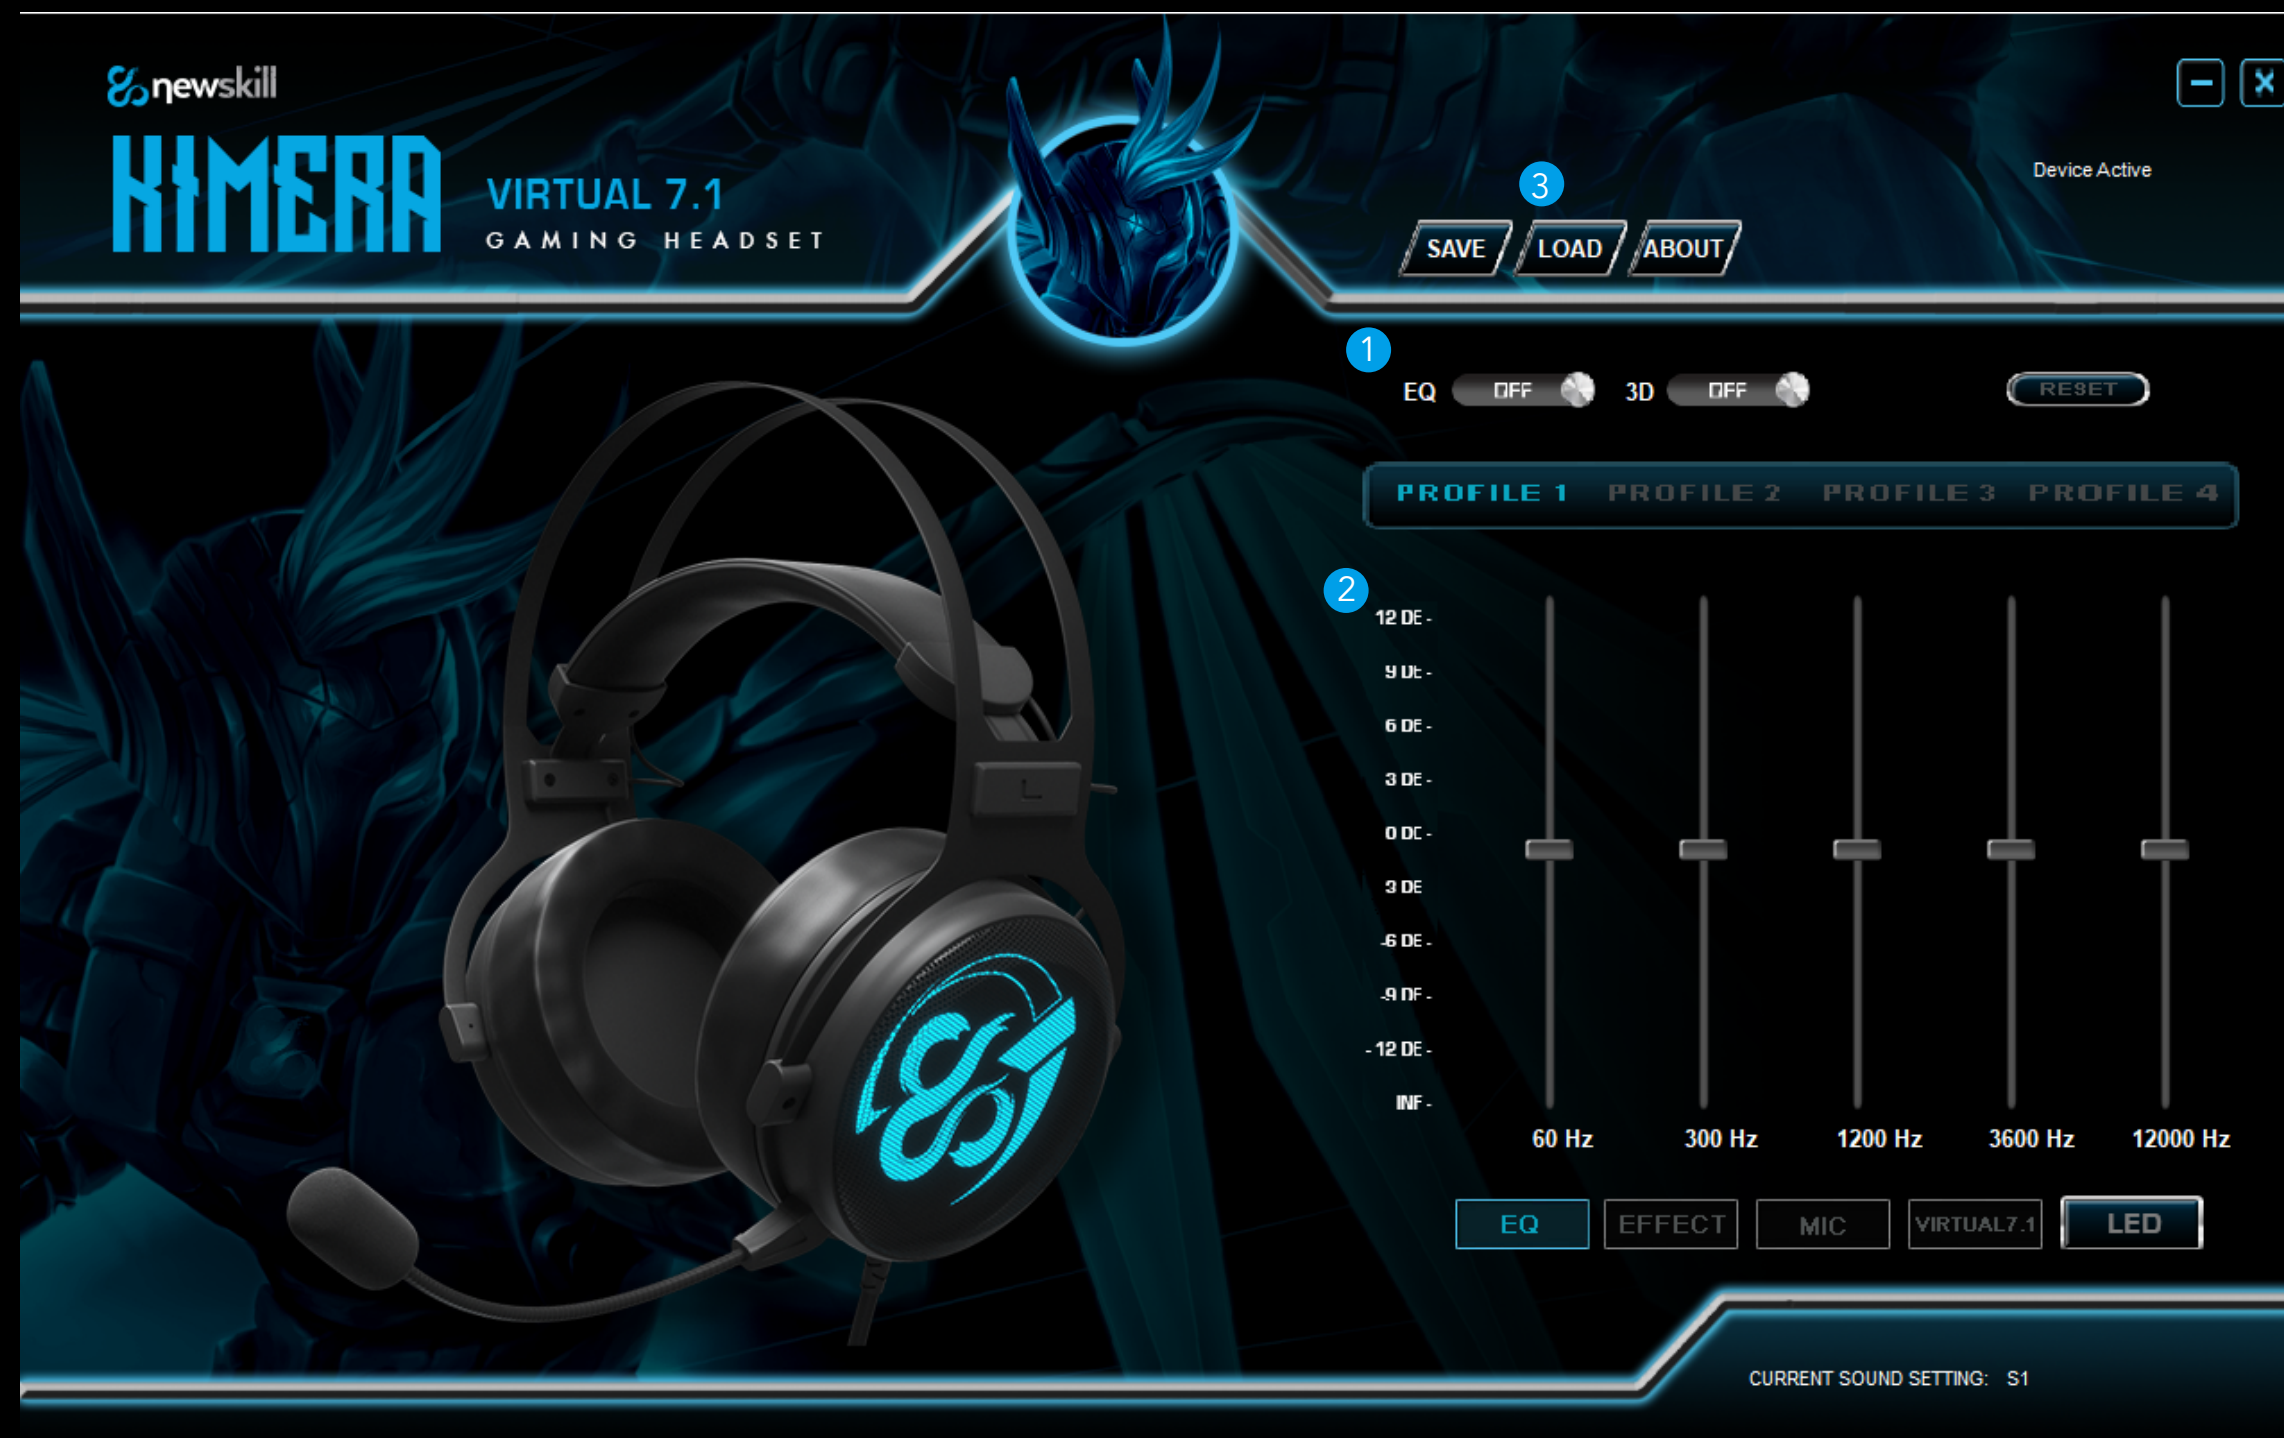 newskill
KIMERA
VIRTUAL 7.1
GAMING HEADSET
Device Active
3
SAVE LOAD ABOUT
1
EQ OFF 3D OFF RESET
PROFILE 1 PROFILE 2 PROFILE 3 PROFILE 4
2
12 DE -
9 DE -
6 DE -
3 DE -
0 DC -
3 DE
-6 DE -
-9 DF -
- 12 DE -
INF -
60 Hz 300 Hz 1200 Hz 3600 Hz 12000 Hz
L
EQ EFFECT MIC VIRTUAL7.1 LED
CURRENT SOUND SETTING: S1